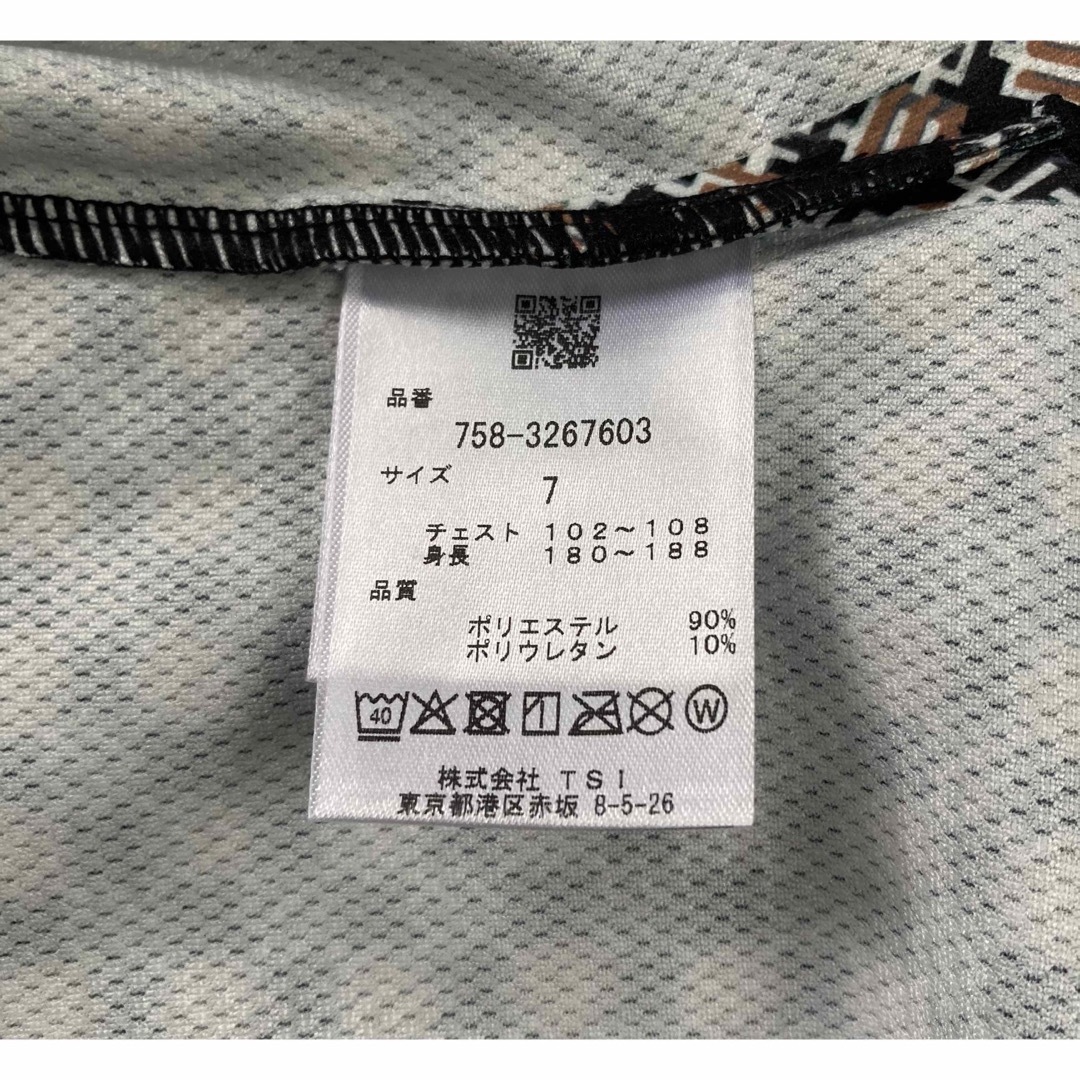 品番
758-3267603
サイズ
7
チェスト 102〜108
身長 180〜188
品質
ポリエステル 90%
ポリウレタン 10%
40 W
株式会社 TSI
東京都港区赤坂 8-5-26